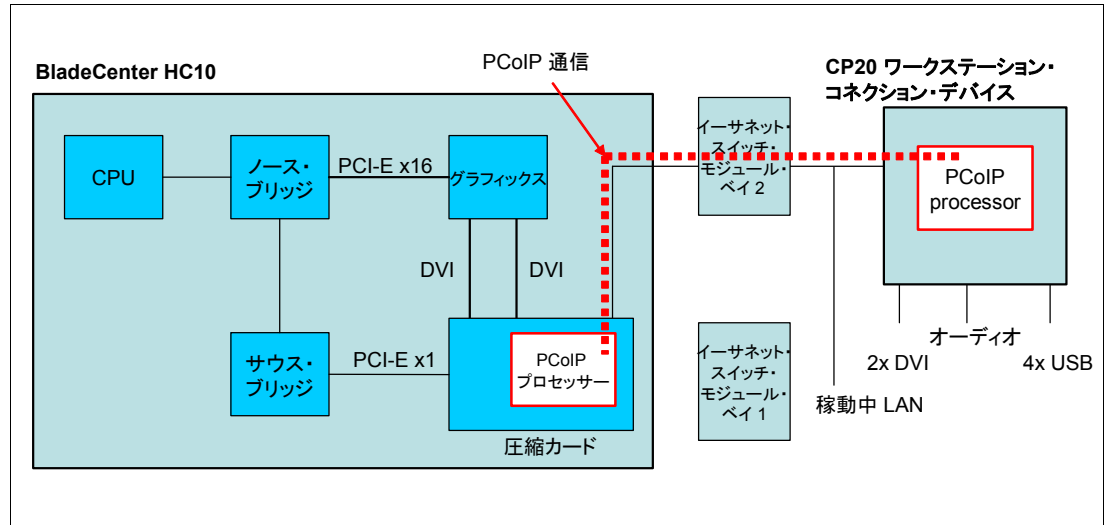 PCoIP 通信
BladeCenter HC10
CP20 ワークステーション・
コネクション・デバイス
CPU
ノース・
ブリッジ
PCI-E x16
グラフィックス
イーサネット・
スイッチ・
モジュール・
ベイ 2
PCoIP
processor
DVI
DVI
サウス・
ブリッジ
PCI-E x1
PCoIP
プロセッサー
圧縮カード
イーサネット・
スイッチ・
モジュール・
ベイ 1
オーディオ
2x DVI
4x USB
稼動中 LAN